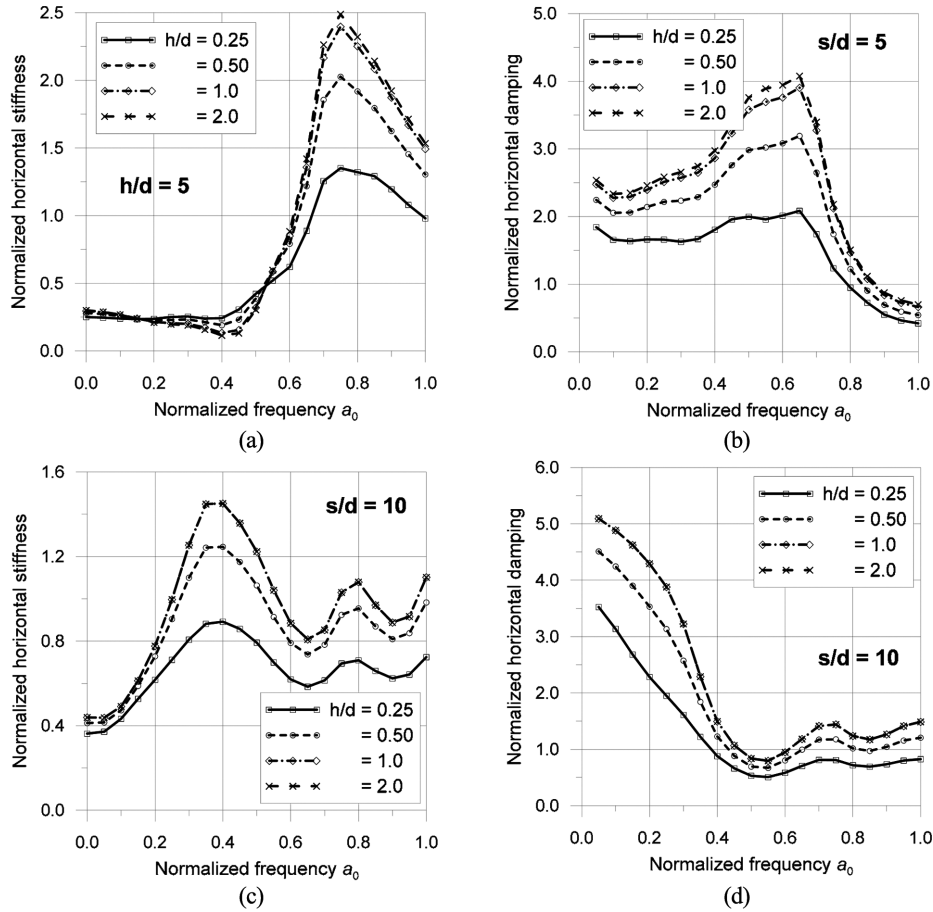 2.5
2.0
1.5
1.0
0.5
0.0
Normalized horizontal stiffness
h/d = 0.25
= 0.50
= 1.0
= 2.0
h/d = 5
0.0 0.2 0.4 0.6 0.8 1.0
Normalized frequency a0
(a)
5.0
4.0
3.0
2.0
1.0
0.0
Normalized horizontal damping
h/d = 0.25
= 0.50
= 1.0
= 2.0
s/d = 5
0.0 0.2 0.4 0.6 0.8 1.0
Normalized frequency a0
(b)
1.6
1.2
0.8
0.4
0.0
Normalized horizontal stiffness
s/d = 10
h/d = 0.25
= 0.50
= 1.0
= 2.0
0.0 0.2 0.4 0.6 0.8 1.0
Normalized frequency a0
(c)
6.0
5.0
4.0
3.0
2.0
1.0
0.0
Normalized horizontal damping
h/d = 0.25
= 0.50
= 1.0
= 2.0
s/d = 10
0.0 0.2 0.4 0.6 0.8 1.0
Normalized frequency a0
(d)